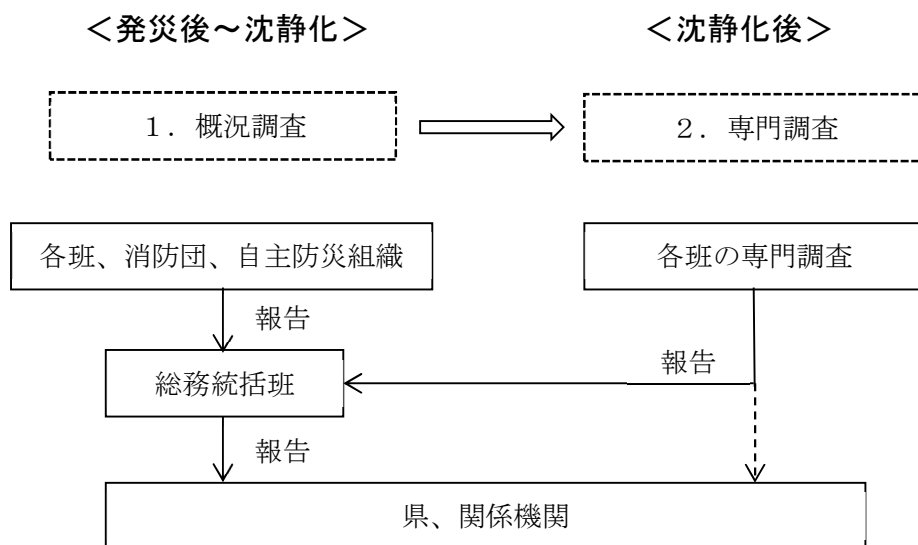 ＜発災後～沈静化＞
＜沈静化後＞
１．概況調査
２．専門調査
各班、消防団、自主防災組織
各班の専門調査
報告
総務統括班
報告
報告
県、関係機関